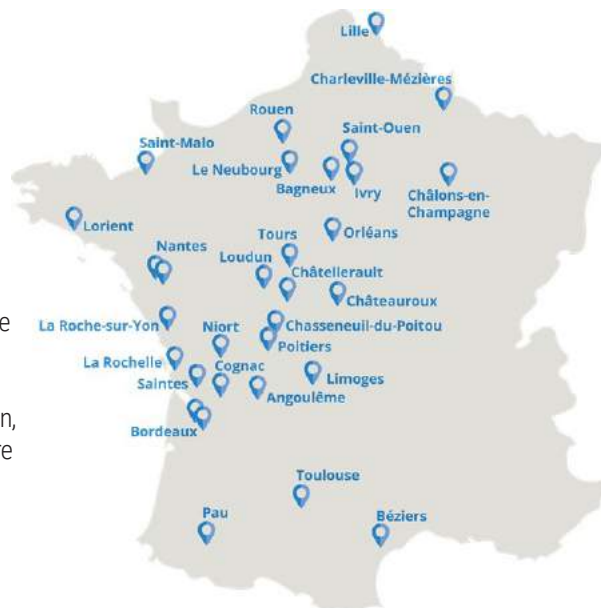 Lille
Charleville-Mézières
Rouen
Saint-Ouen
Saint-Malo
Le Neubourg
Bagneux
Ivry
Châlons-en-
Champagne
Lorient
Orléans
Tours
Nantes
Loudun
Châtellerault
Châteauroux
La Roche-sur-Yon
e
Niort
Chasseneuil-du-Poitou
Poitiers
La Rochelle
Cognac
Saintes
Limoges
Angoulême
n,
Bordeaux
re
Toulouse
Pau
Béziers